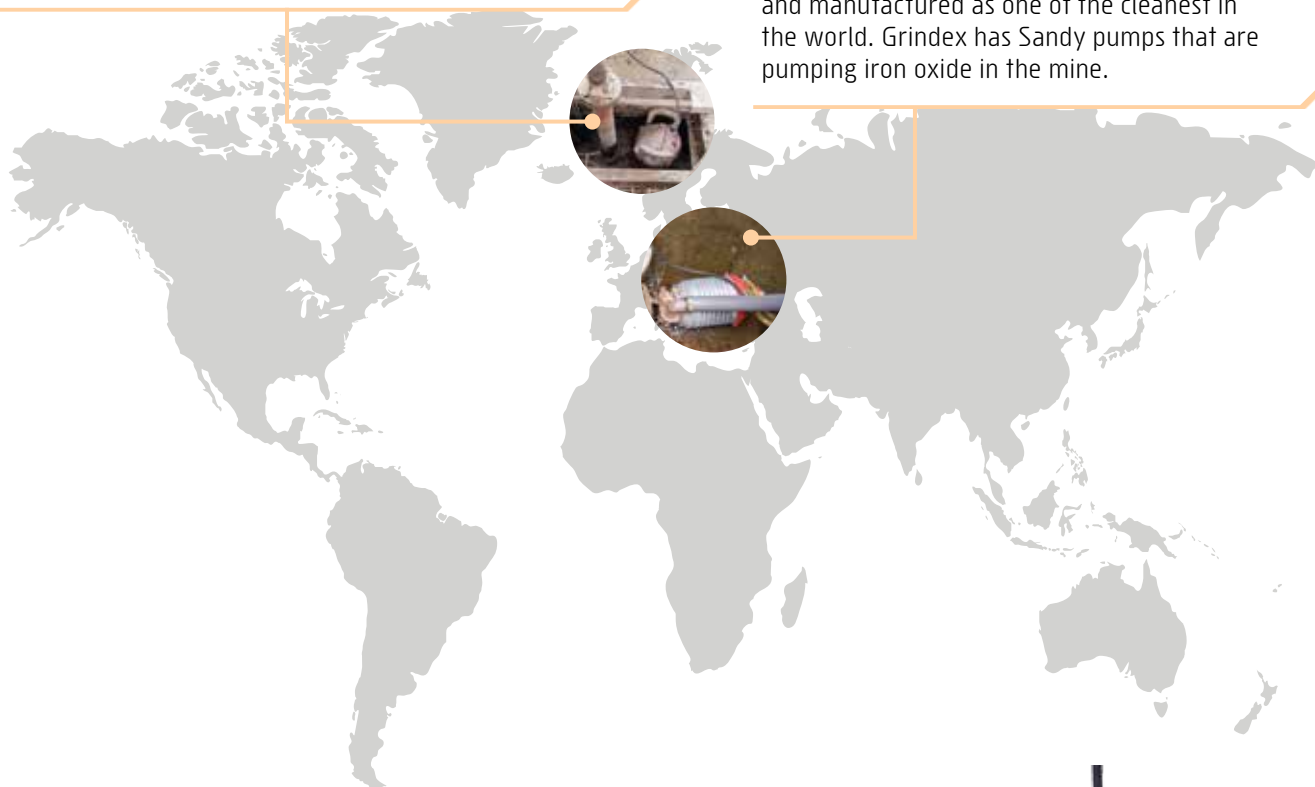 and manufactured as one of the cleanest in
the world. Grindex has Sandy pumps that are
pumping iron oxide in the mine.